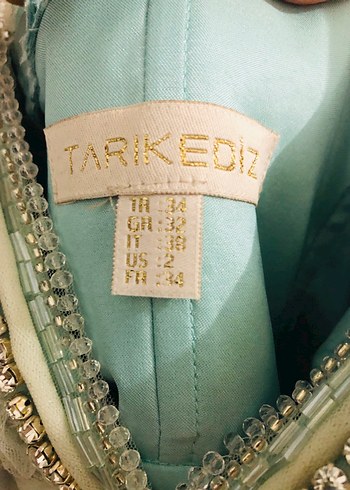 TARIKEDİZ
TR :34
GR :32
IT :38
US :2
FR :34